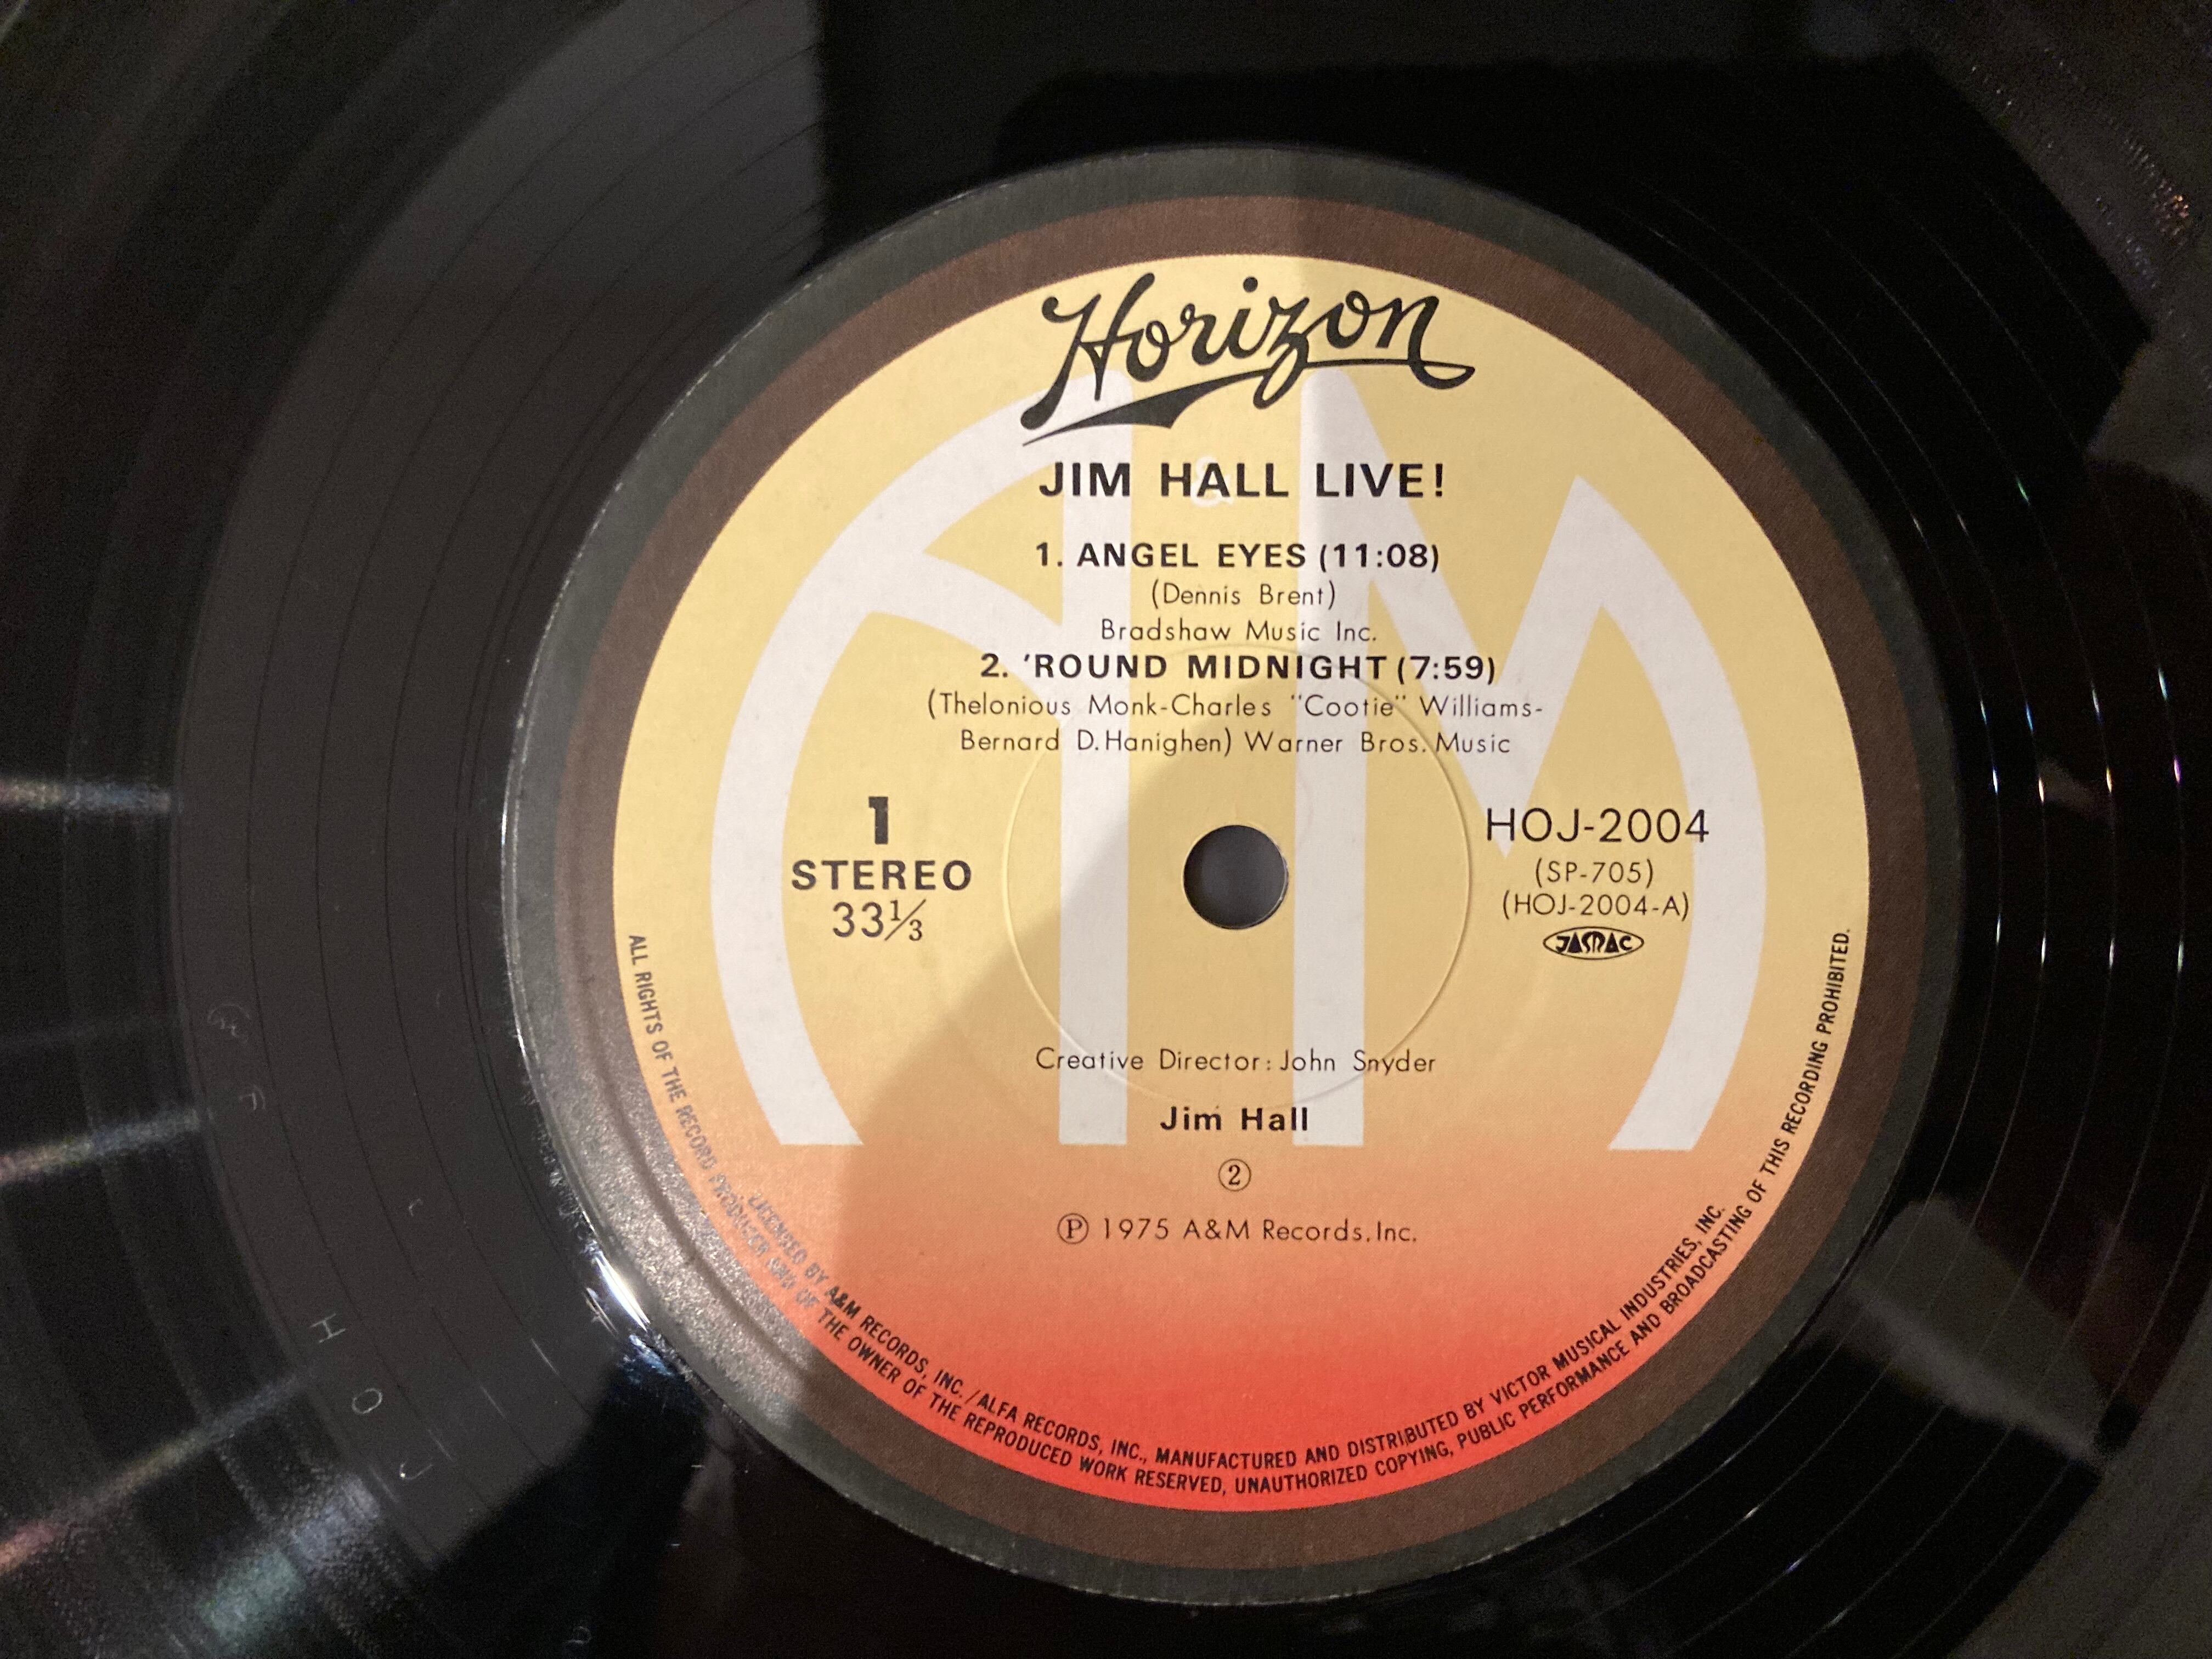 Horizon
&
JIM HALL LIVE!
1. ANGEL EYES (11:08)
(Dennis Brent)
Bradshaw Music Inc.
2. 'ROUND MIDNIGHT (7:59)
(Thelonious Monk-Charles "Cootie" Williams-
Bernard D. Hanighen) Warner Bros. Music
1
STEREO
33⅓
HOJ-2004
(SP-705)
(HOJ-2004-A)
JASRAC
Creative Director: John Snyder
Jim Hall
②
Ⓟ 1975 A&M Records, Inc.
LICENSED BY A&M RECORDS, INC. / ALFA RECORDS, INC., MANUFACTURED AND DISTRIBUTED BY VICTOR MUSICAL INDUSTRIES, INC.
ALL RIGHTS OF THE RECORD PRODUCER AND OF THE OWNER OF THE REPRODUCED WORK RESERVED, UNAUTHORIZED COPYING, PUBLIC PERFORMANCE AND BROADCASTING OF THIS RECORDING PROHIBITED.
H O J